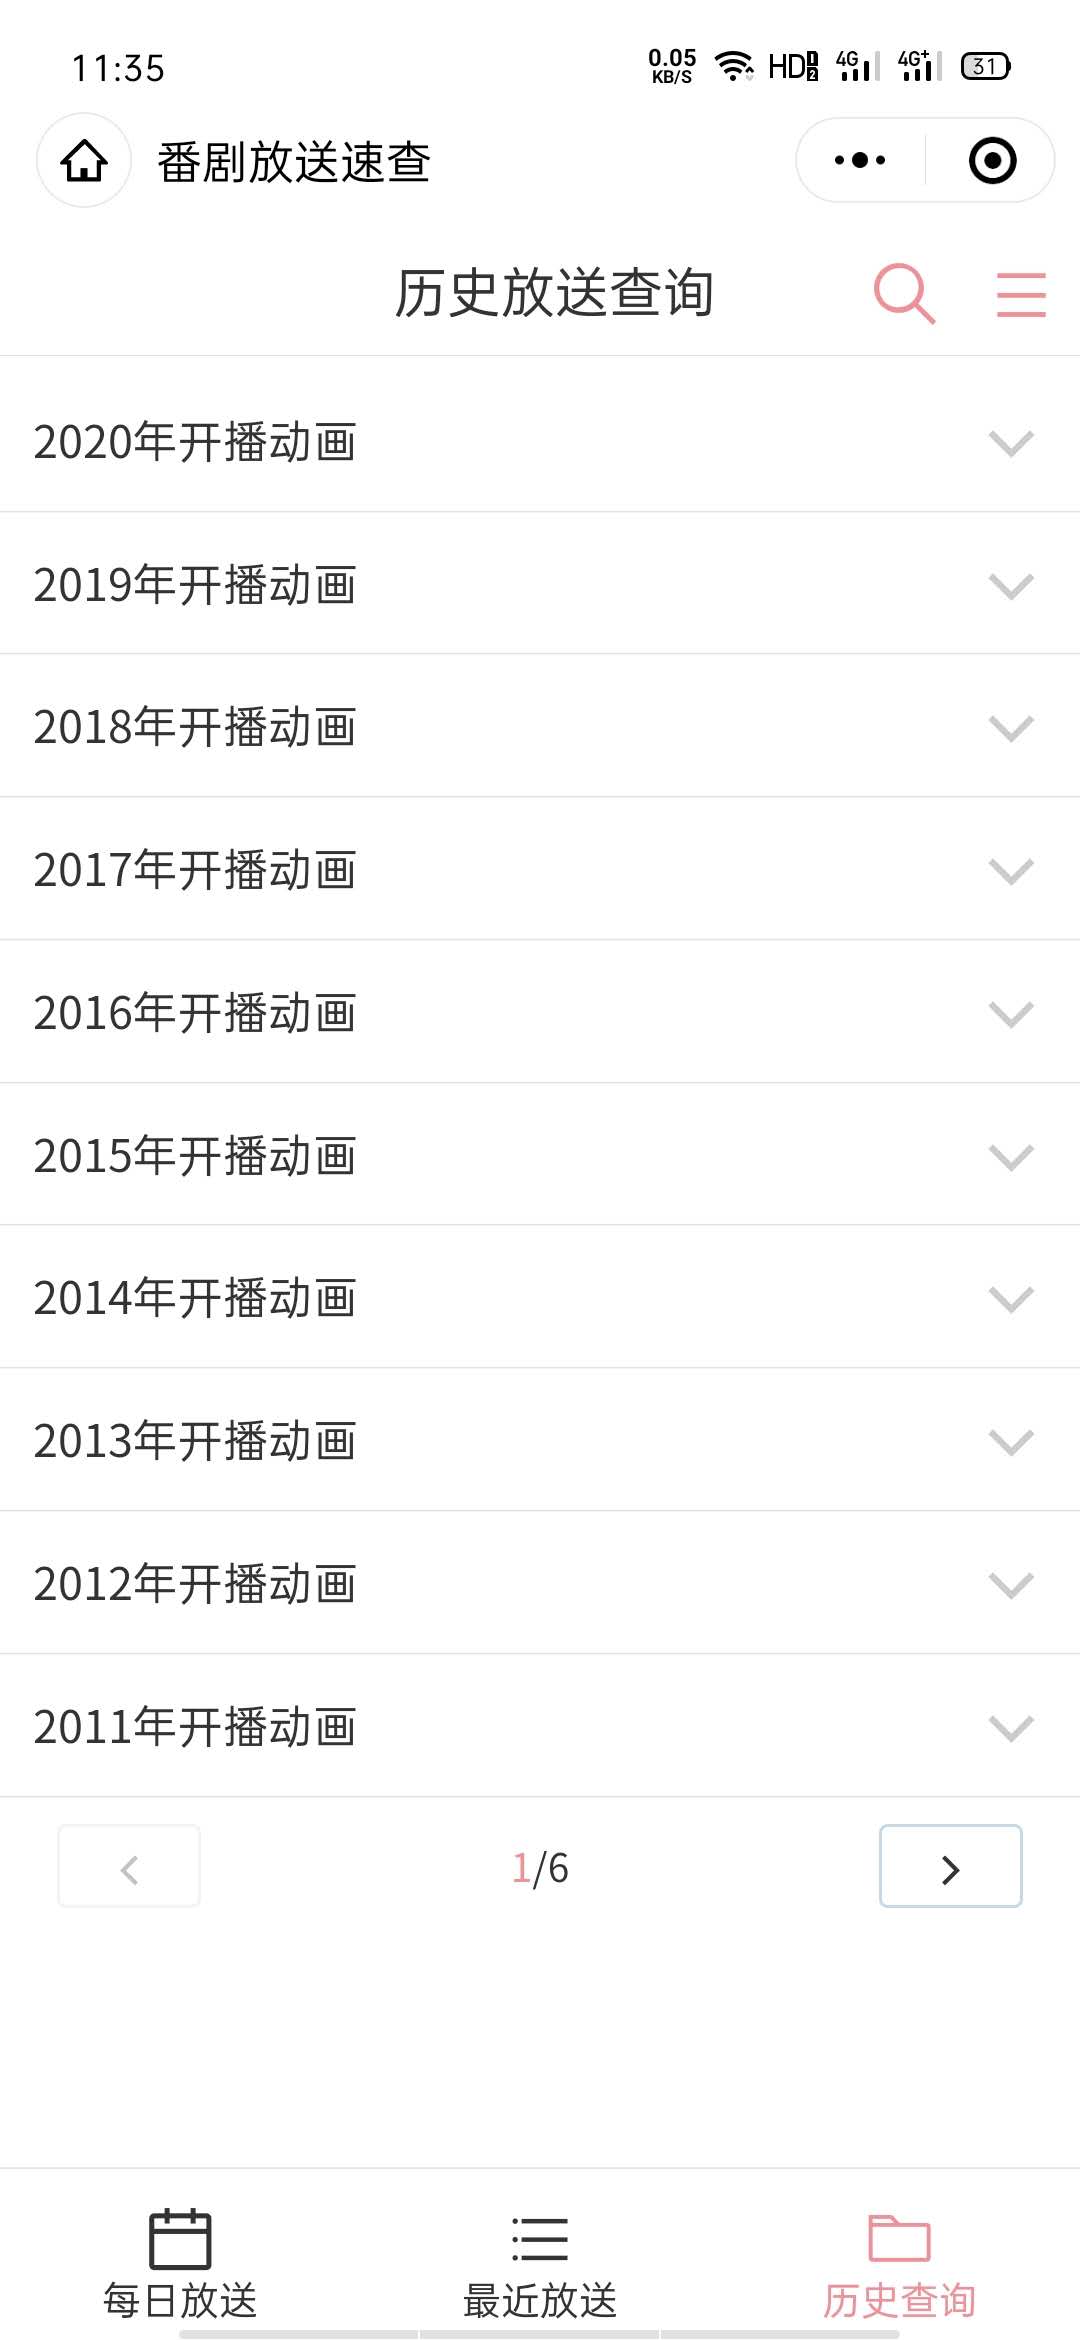 11:35
0.05
KB/S
HD 1 2
4G
4G+
31
番剧放送速查
历史放送查询
2020年开播动画
2019年开播动画
2018年开播动画
2017年开播动画
2016年开播动画
2015年开播动画
2014年开播动画
2013年开播动画
2012年开播动画
2011年开播动画
1/6
每日放送
最近放送
历史查询